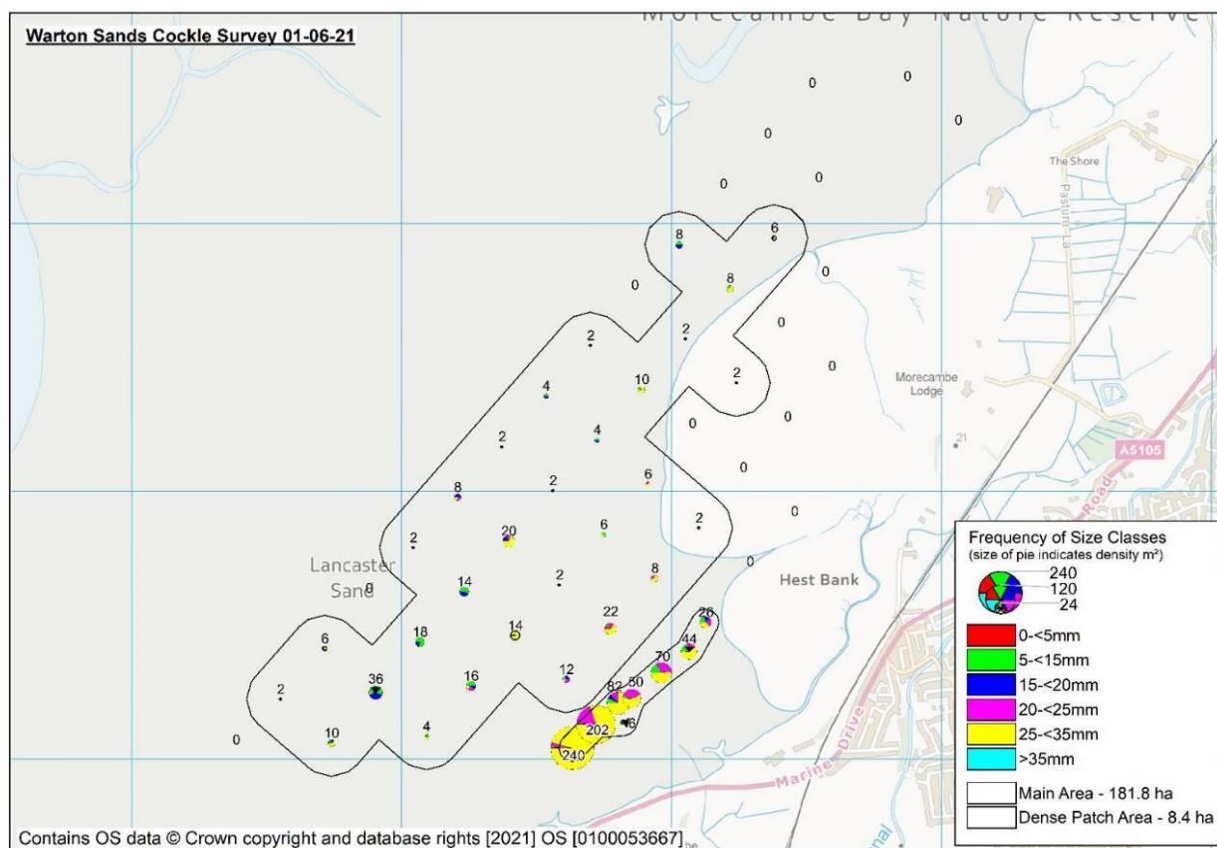 Morecambe Bay Nature Reserve
Warton Sands Cockle Survey 01-06-21
0
0
0
0
The Shore
0
0
Pasture La
8
6
0
8
0
0
2
2
0
2
Morecambe
Lodge
4
10
0
0
21
2
4
A5105
0
6
8
2
0
Road
2
20
6
2
0
Lancaster
Sand
0
14
2
8
Hest Bank
26
22
14
18
6
44
70
12
16
36
2
50
82
6
202
10
4
0
240
Marine Drive
Frequency of Size Classes
(size of pie indicates density m²)
240
120
24
0-<5mm
5-<15mm
15-<20mm
20-<25mm
25-<35mm
>35mm
Main Area - 181.8 ha
Dense Patch Area - 8.4 ha
Contains OS data © Crown copyright and database rights [2021] OS [0100053667]